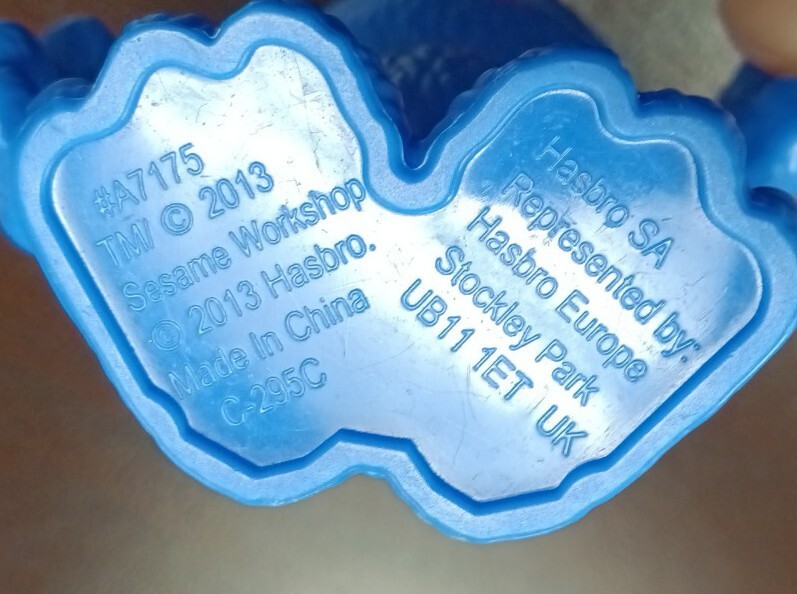 #A7175
TM/ © 2013
Sesame Workshop
© 2013 Hasbro.
Made In China
C-295C
Hasbro SA
Represented by:
Hasbro Europe
Stockley Park
UB11 1ET UK